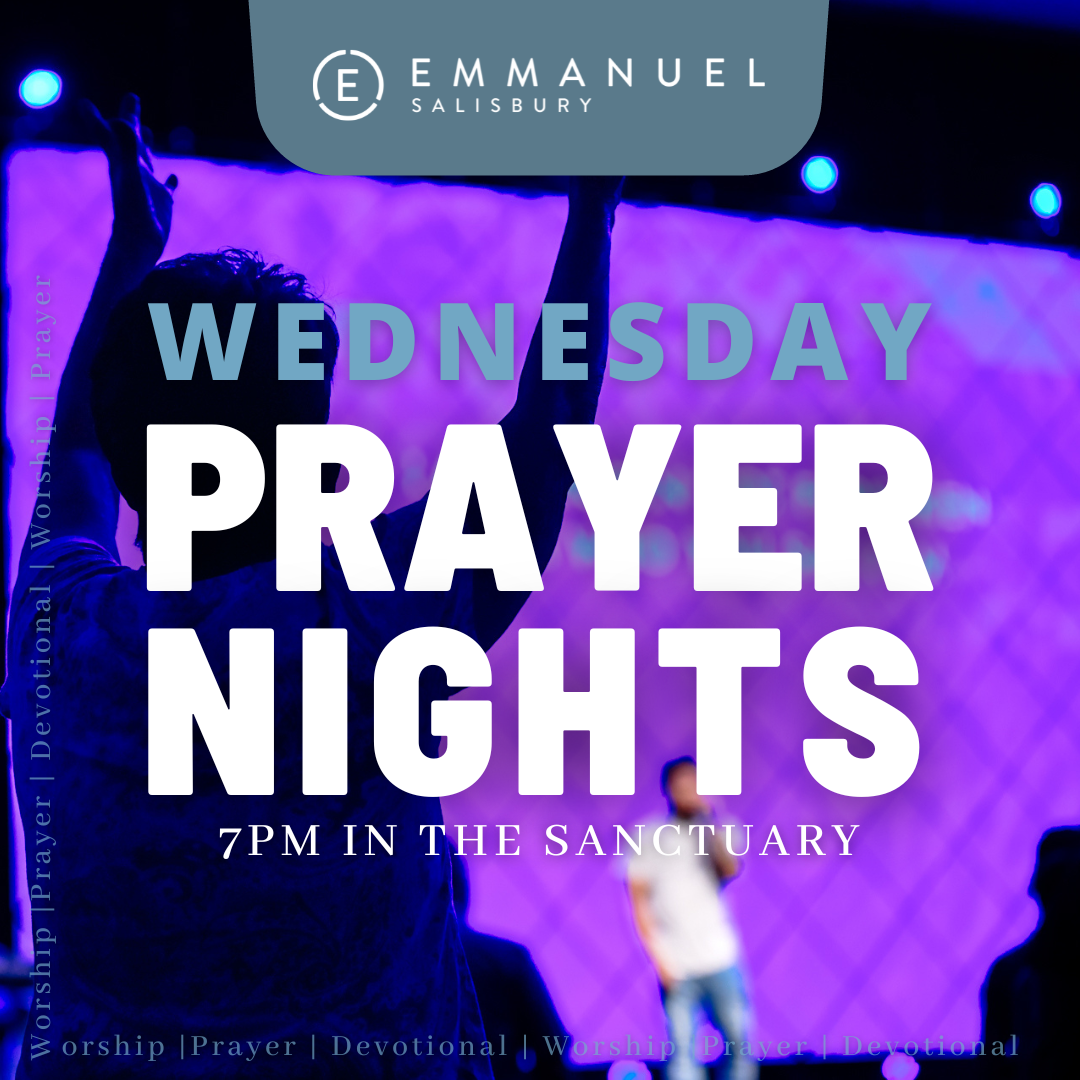 E EMMANUEL
SALISBURY
WEDNESDAY
PRAYER
NIGHTS
7PM IN THE SANCTUARY
Worship |Prayer | Devotional | Worship | Prayer
Worship |Prayer | Devotional | Worship |Prayer | Devotional